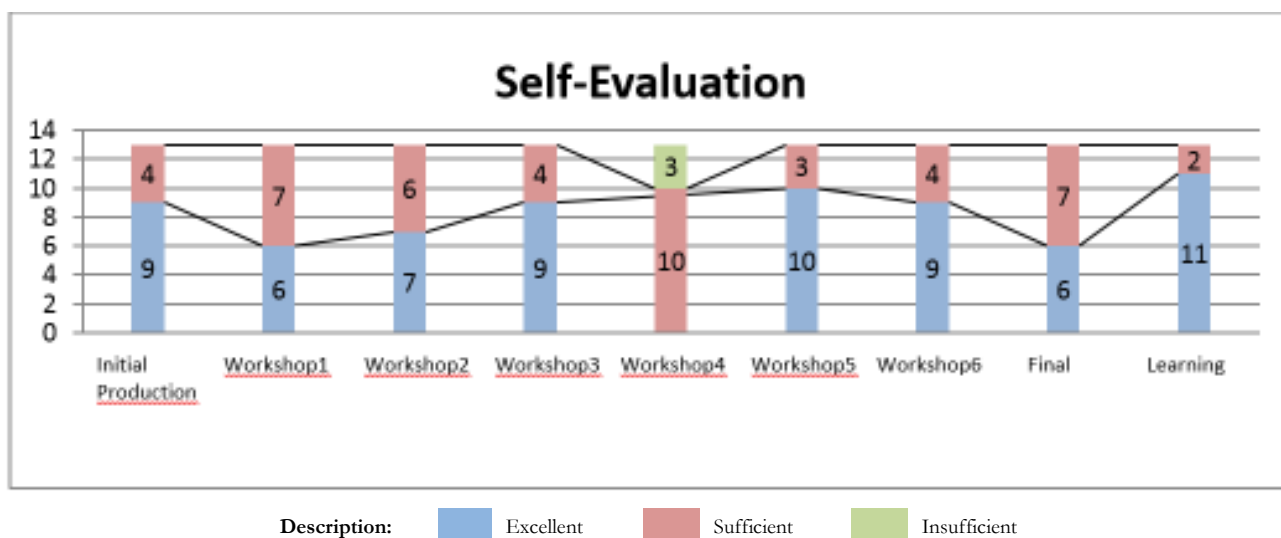 Self-Evaluation
14
12
10
8
6
4
2
0
4
7
6
4
3
3
4
7
2
9
6
7
9
10
10
9
6
11
Initial Production
Workshop1
Workshop2
Workshop3
Workshop4
Workshop5
Workshop6
Final
Learning
Description: Excellent Sufficient Insufficient